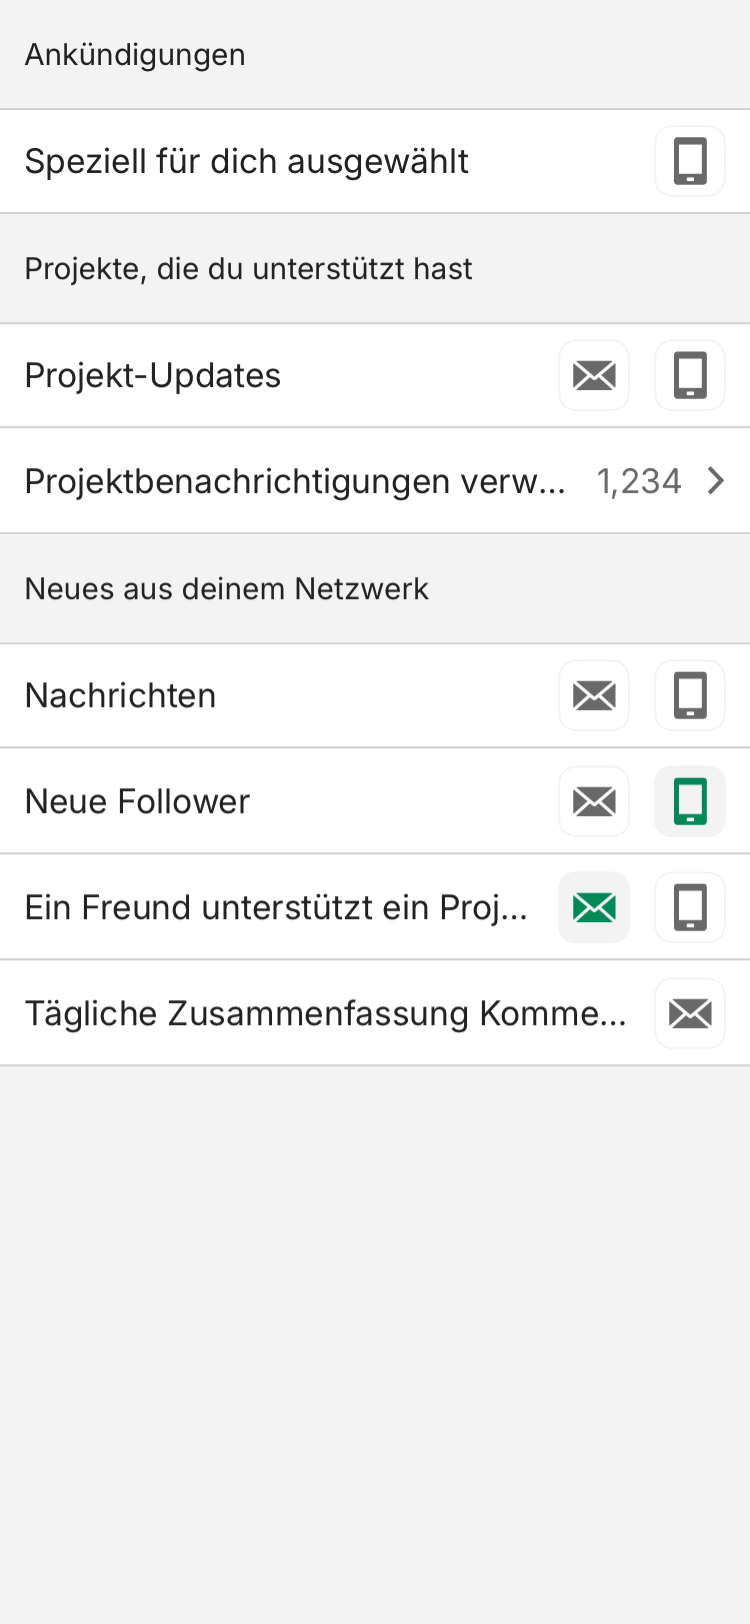 Ankündigungen
Speziell für dich ausgewählt
Projekte, die du unterstützt hast
Projekt-Updates
Projektbenachrichtigungen verw... 1,234
Neues aus deinem Netzwerk
Nachrichten
Neue Follower
Ein Freund unterstützt ein Proj...
Tägliche Zusammenfassung Komme...